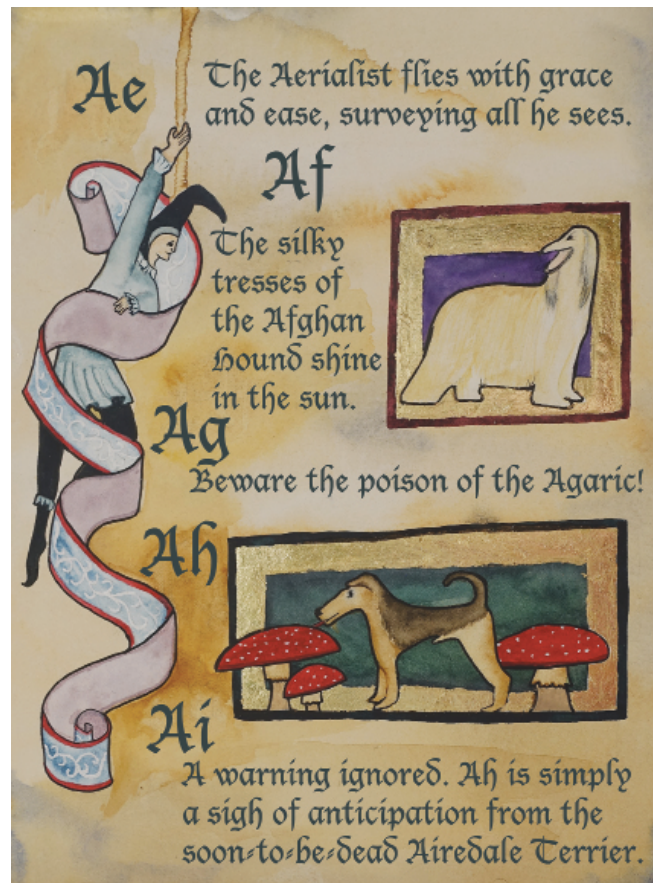 Ae
The Aerialist flies with grace
and ease, surveying all he sees.
Af
The silky
tresses of
the Afghan
Hound shine
in the sun.
Ag
Beware the poison of the Agaric!
Ah
Ai
A warning ignored. Ah is simply
a sigh of anticipation from the
soon-to-be-dead Airedale Terrier.